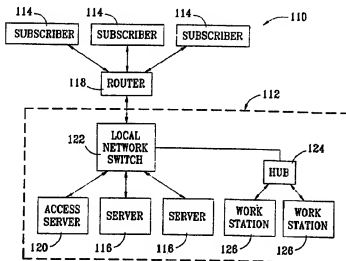 114 114 114 110
SUBSCRIBER SUBSCRIBER SUBSCRIBER
118 ROUTER
112
122 LOCAL NETWORK SWITCH
124
HUB
ACCESS SERVER SERVER SERVER WORK STATION WORK STATION
120 116 116 126 126